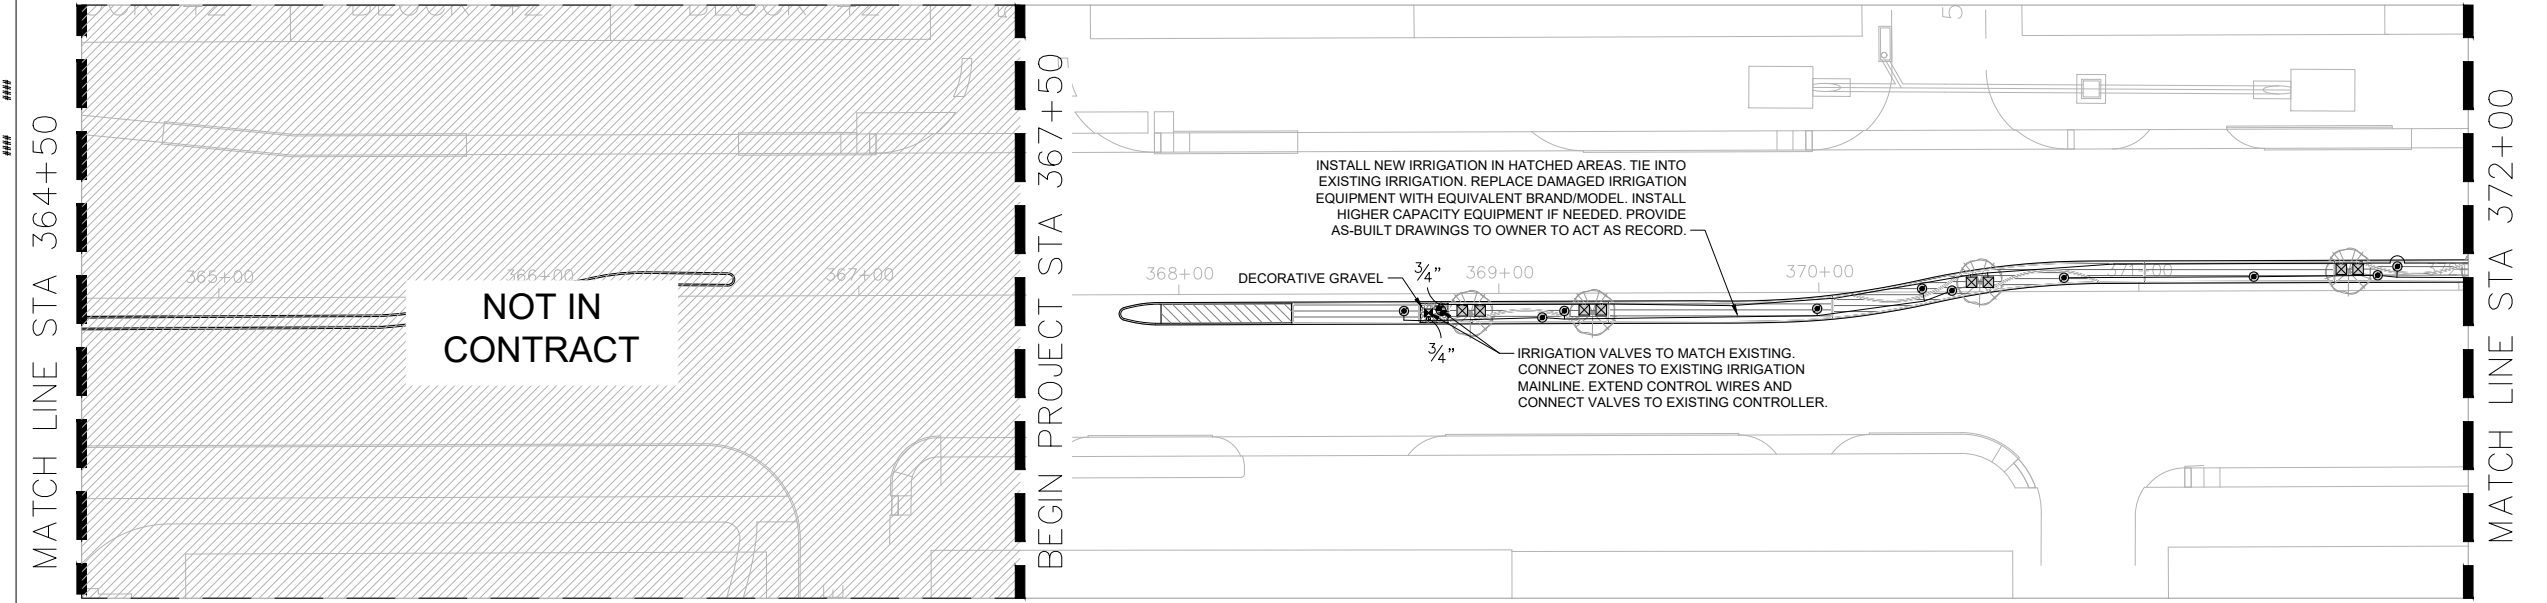 ####
####
MATCH LINE STA 364+50
BLOCK 42
365+00
366+00
367+00
NOT IN
CONTRACT
BEGIN PROJECT STA 367+50
368+00
369+00
370+00
371+00
INSTALL NEW IRRIGATION IN HATCHED AREAS. TIE INTO
EXISTING IRRIGATION. REPLACE DAMAGED IRRIGATION
EQUIPMENT WITH EQUIVALENT BRAND/MODEL. INSTALL
HIGHER CAPACITY EQUIPMENT IF NEEDED. PROVIDE
AS-BUILT DRAWINGS TO OWNER TO ACT AS RECORD.
DECORATIVE GRAVEL
3/4"
3/4"
IRRIGATION VALVES TO MATCH EXISTING.
CONNECT ZONES TO EXISTING IRRIGATION
MAINLINE. EXTEND CONTROL WIRES AND
CONNECT VALVES TO EXISTING CONTROLLER.
5
MATCH LINE STA 372+00